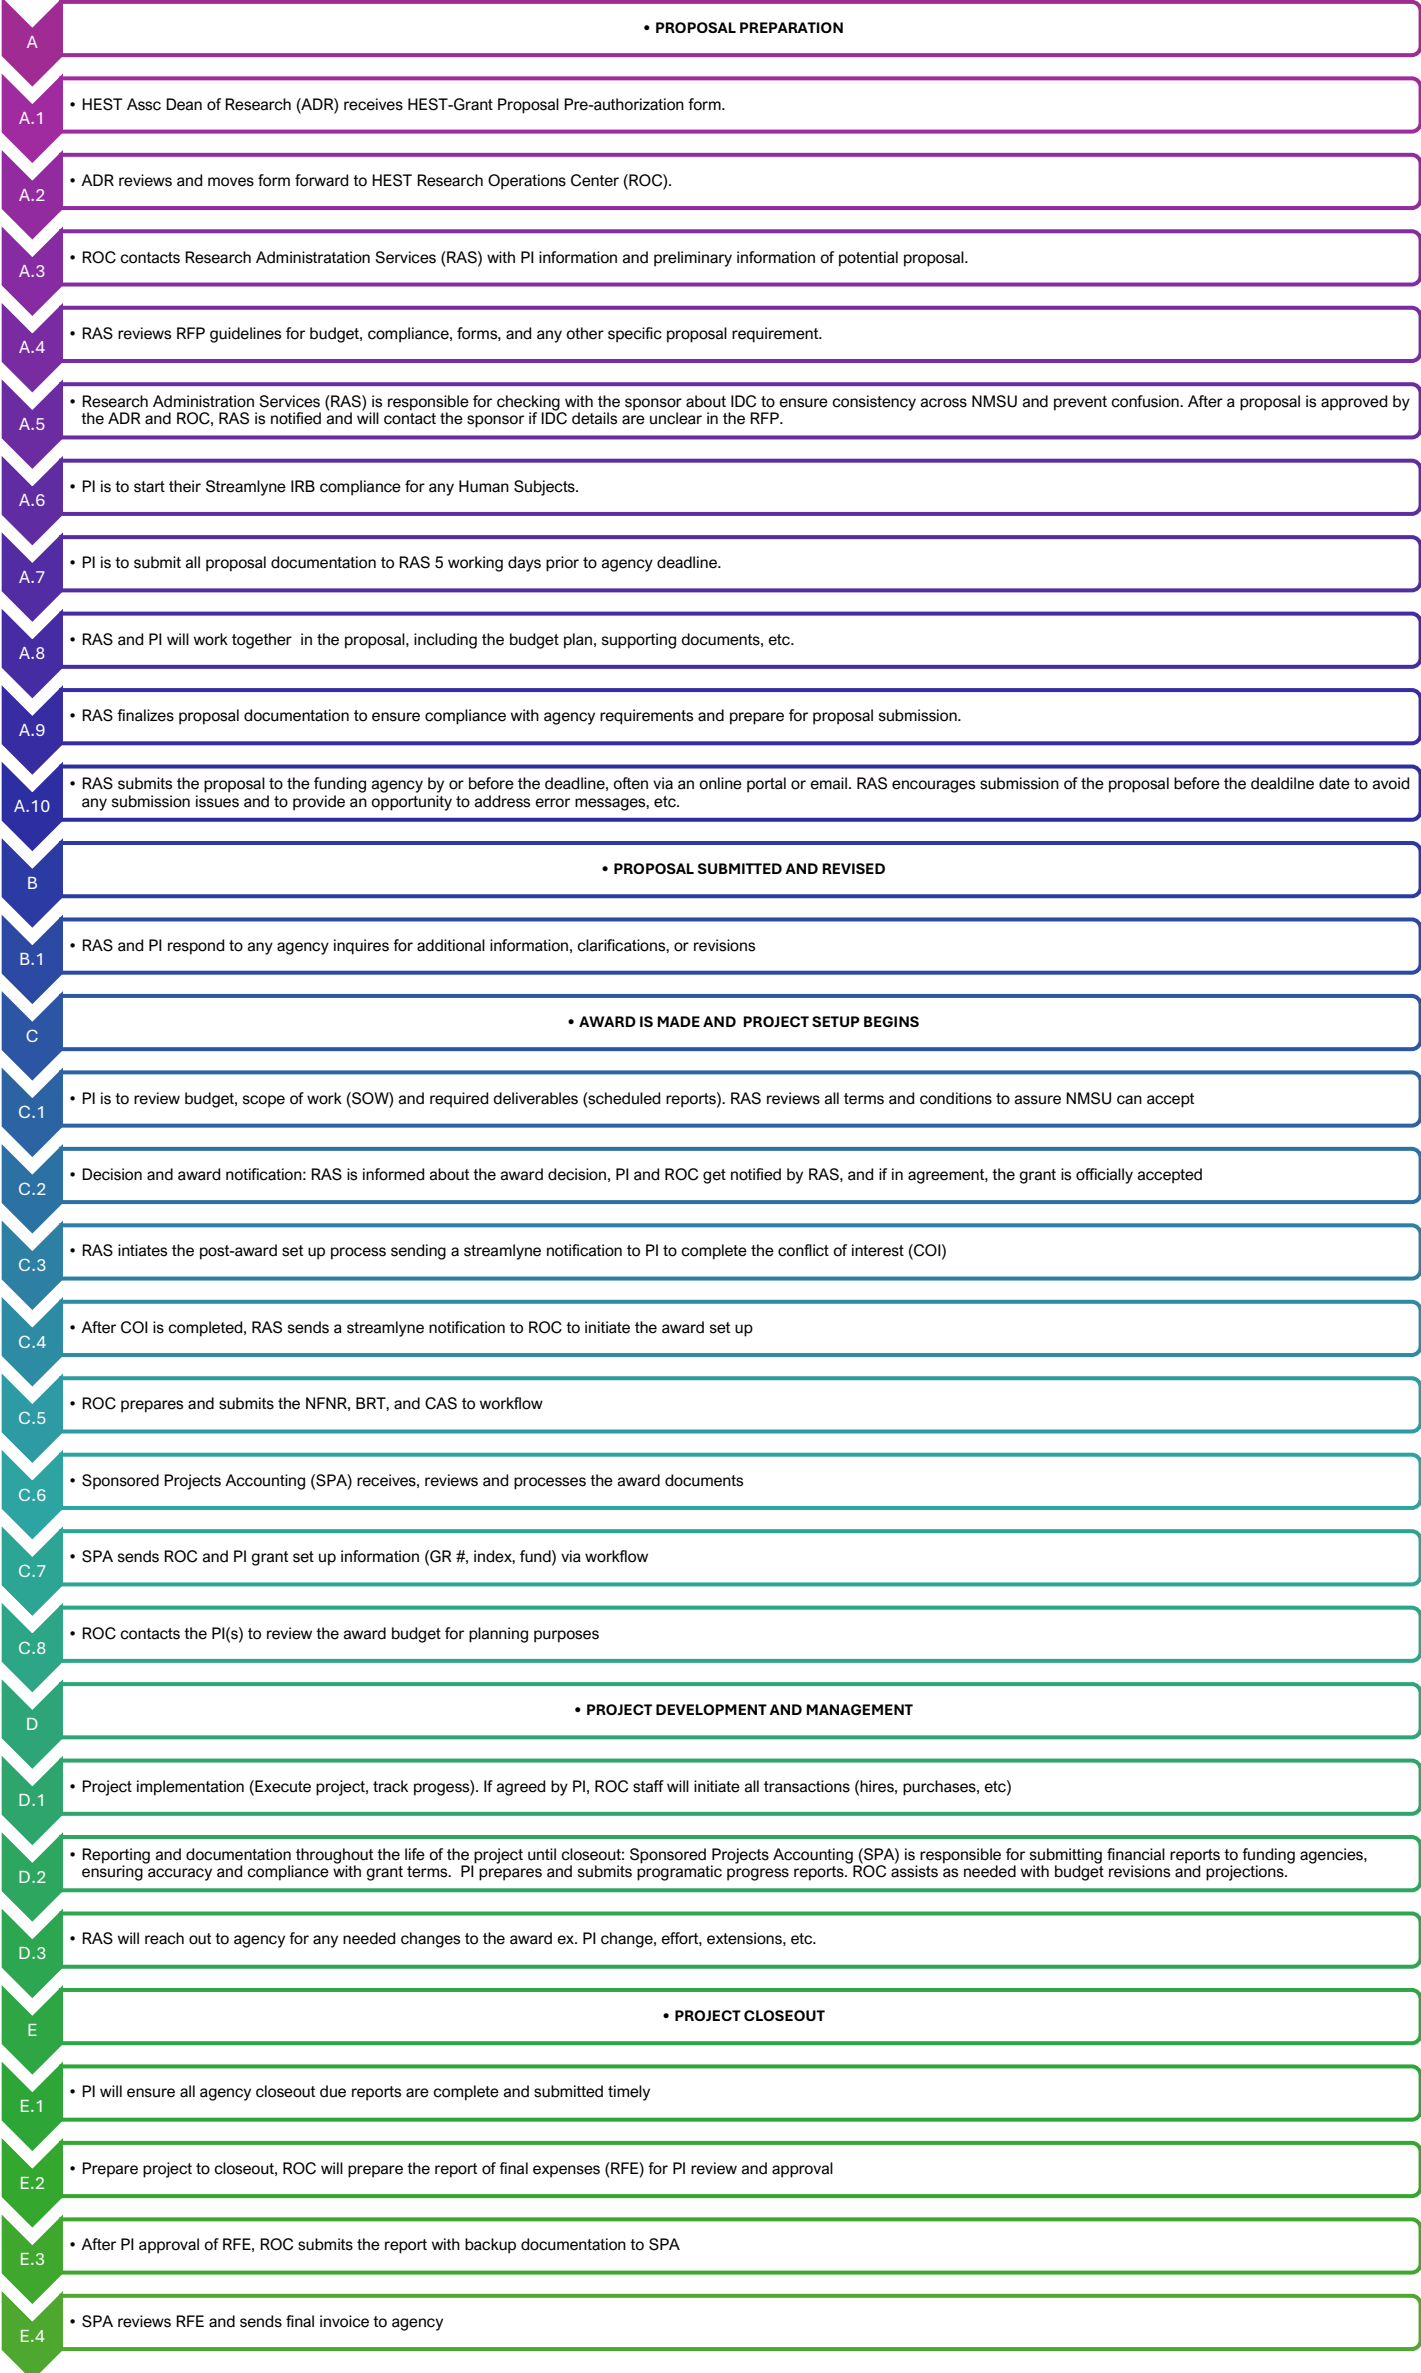 A
• PROPOSAL PREPARATION
A.1
• HEST Assc Dean of Research (ADR) receives HEST-Grant Proposal Pre-authorization form.
A.2
• ADR reviews and moves form forward to HEST Research Operations Center (ROC).
A.3
• ROC contacts Research Administratation Services (RAS) with PI information and preliminary information of potential proposal.
A.4
• RAS reviews RFP guidelines for budget, compliance, forms, and any other specific proposal requirement.
A.5
• Research Administration Services (RAS) is responsible for checking with the sponsor about IDC to ensure consistency across NMSU and prevent confusion. After a proposal is approved by
the ADR and ROC, RAS is notified and will contact the sponsor if IDC details are unclear in the RFP.
A.6
• PI is to start their Streamlyne IRB compliance for any Human Subjects.
A.7
• PI is to submit all proposal documentation to RAS 5 working days prior to agency deadline.
A.8
• RAS and PI will work together  in the proposal, including the budget plan, supporting documents, etc.
A.9
• RAS finalizes proposal documentation to ensure compliance with agency requirements and prepare for proposal submission.
A.10
• RAS submits the proposal to the funding agency by or before the deadline, often via an online portal or email. RAS encourages submission of the proposal before the dealdilne date to avoid
any submission issues and to provide an opportunity to address error messages, etc.
B
• PROPOSAL SUBMITTED AND REVISED
B.1
• RAS and PI respond to any agency inquires for additional information, clarifications, or revisions
C
• AWARD IS MADE AND  PROJECT SETUP BEGINS
C.1
• PI is to review budget, scope of work (SOW) and required deliverables (scheduled reports). RAS reviews all terms and conditions to assure NMSU can accept
C.2
• Decision and award notification: RAS is informed about the award decision, PI and ROC get notified by RAS, and if in agreement, the grant is officially accepted
C.3
• RAS intiates the post-award set up process sending a streamlyne notification to PI to complete the conflict of interest (COI)
C.4
• After COI is completed, RAS sends a streamlyne notification to ROC to initiate the award set up
C.5
• ROC prepares and submits the NFNR, BRT, and CAS to workflow
C.6
• Sponsored Projects Accounting (SPA) receives, reviews and processes the award documents
C.7
• SPA sends ROC and PI grant set up information (GR #, index, fund) via workflow
C.8
• ROC contacts the PI(s) to review the award budget for planning purposes
D
• PROJECT DEVELOPMENT AND MANAGEMENT
D.1
• Project implementation (Execute project, track progess). If agreed by PI, ROC staff will initiate all transactions (hires, purchases, etc)
D.2
• Reporting and documentation throughout the life of the project until closeout: Sponsored Projects Accounting (SPA) is responsible for submitting financial reports to funding agencies,
ensuring accuracy and compliance with grant terms.  PI prepares and submits programatic progress reports. ROC assists as needed with budget revisions and projections.
D.3
• RAS will reach out to agency for any needed changes to the award ex. PI change, effort, extensions, etc.
E
• PROJECT CLOSEOUT
E.1
• PI will ensure all agency closeout due reports are complete and submitted timely
E.2
• Prepare project to closeout, ROC will prepare the report of final expenses (RFE) for PI review and approval
E.3
• After PI approval of RFE, ROC submits the report with backup documentation to SPA
E.4
• SPA reviews RFE and sends final invoice to agency